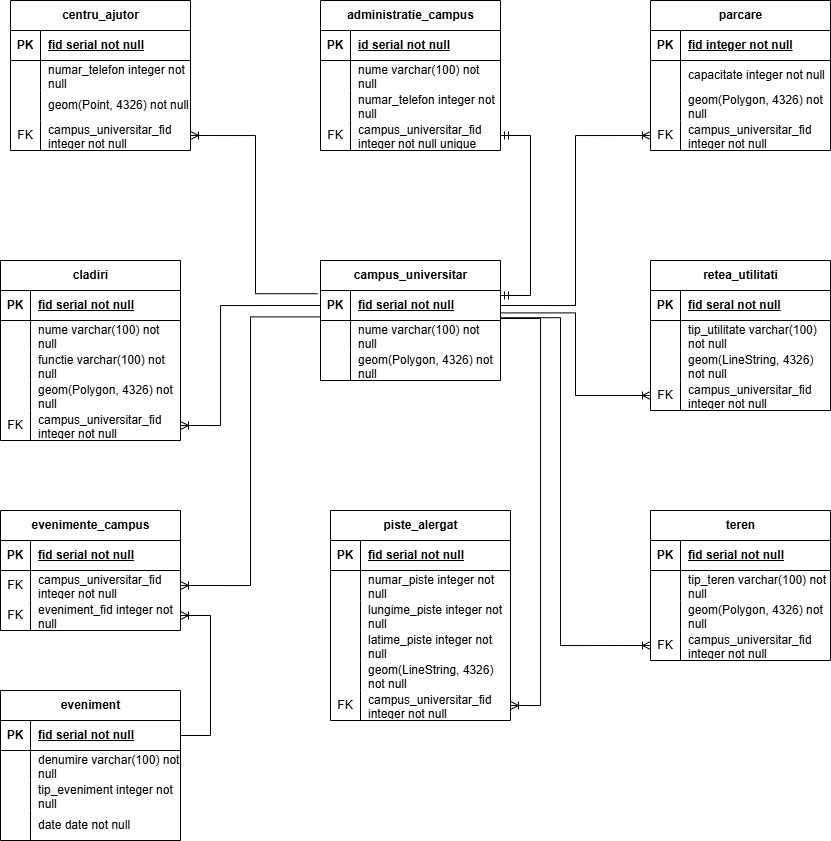 centru_ajutor
PK fid serial not null
numar_telefon integer not
null
geom(Point, 4326) not null
FK campus_universitar_fid
integer not null
administratie_campus
PK id serial not null
nume varchar(100) not
null
numar_telefon integer not
null
FK campus_universitar_fid
integer not null unique
parcare
PK fid integer not null
capacitate integer not null
geom(Polygon, 4326) not
null
FK campus_universitar_fid
integer not null
cladiri
PK fid serial not null
nume varchar(100) not
null
functie varchar(100) not
null
geom(Polygon, 4326) not
null
FK campus_universitar_fid
integer not null
campus_universitar
PK fid serial not null
nume varchar(100) not
null
geom(Polygon, 4326) not
null
retea_utilitati
PK fid seral not null
tip_utilitate varchar(100)
not null
geom(LineString, 4326)
not null
FK campus_universitar_fid
integer not null
evenimente_campus
PK fid serial not null
FK campus_universitar_fid
integer not null
FK eveniment_fid integer not
null
piste_alergat
PK fid serial not null
numar_piste integer not
null
lungime_piste integer not
null
latime_piste integer not
null
geom(LineString, 4326)
not null
FK campus_universitar_fid
integer not null
teren
PK fid serial not null
tip_teren varchar(100) not
null
geom(Polygon, 4326) not
null
FK campus_universitar_fid
integer not null
eveniment
PK fid serial not null
denumire varchar(100) not
null
tip_eveniment integer not
null
date date not null